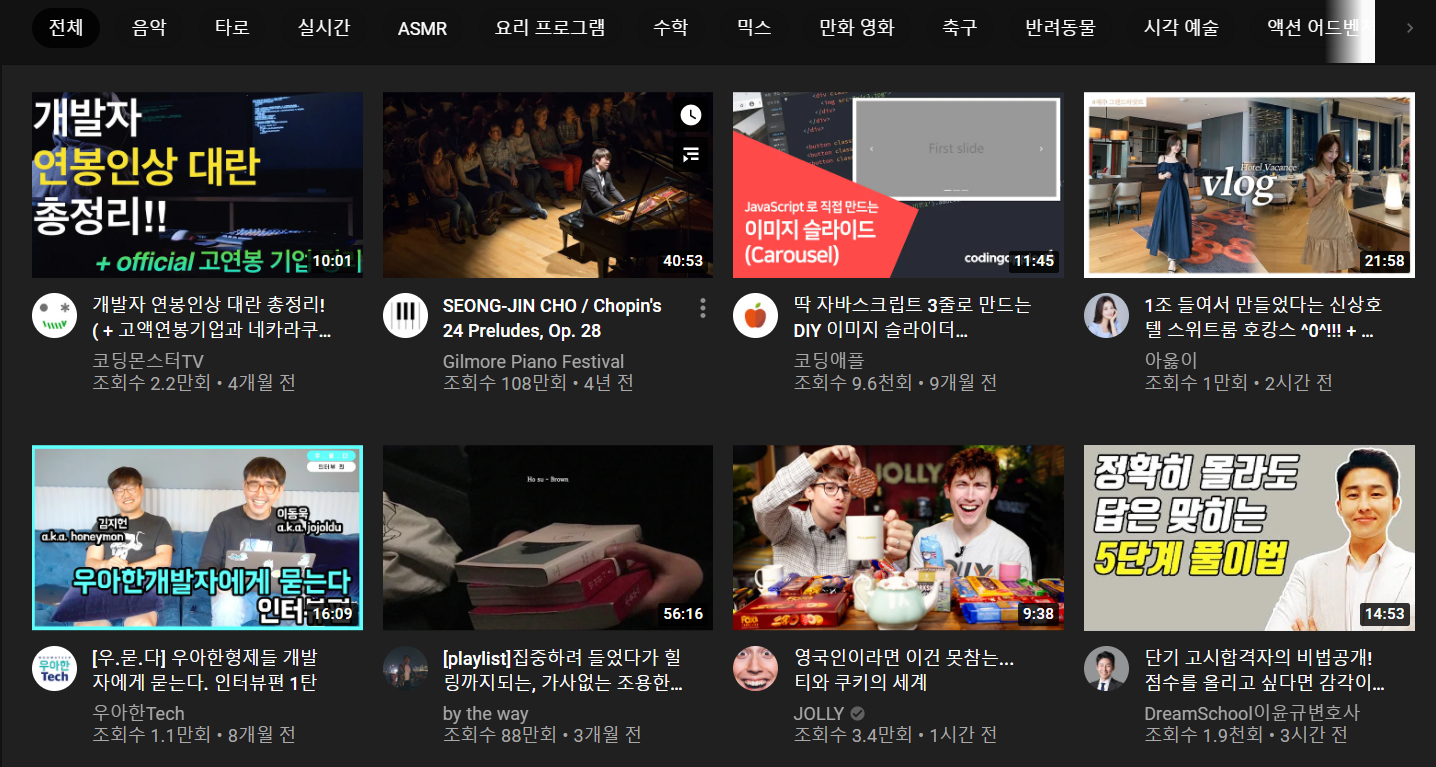 전체 음악 타로 실시간 ASMR 요리 프로그램 수학 믹스 만화 영화 축구 반려동물 시각 예술 액션 어드벤처
개발자
연봉인상 대란
총정리!!
+ official 고연봉 기업
10:01
개발자 연봉인상 대란 총정리!
( + 고액연봉기업과 네카라쿠…
코딩몬스터TV
조회수 2.2만회 • 4개월 전
40:53
SEONG-JIN CHO / Chopin's
24 Preludes, Op. 28
Gilmore Piano Festival
조회수 108만회 • 4년 전
<div class
<img src
</div>
</div>
</div>
<button class
<button class
First slide
JavaScript 로 직접 만드는
이미지 슬라이드
(Carousel)
11:45
딱 자바스크립트 3줄로 만드는
DIY 이미지 슬라이더…
코딩애플
조회수 9.6천회 • 9개월 전
Hotel Vacance
vlog
21:58
1조 들여서 만들었다는 신상호
텔 스위트룸 호캉스 ^0^!!! + …
아옳이
조회수 1만회 • 2시간 전
인터뷰 편
김지헌
a.k.a. honeymon
이동욱
a.k.a. jojoldu
우아한개발자에게 묻는다
인터뷰편
16:09
우아한
Tech
[우.묻.다] 우아한형제들 개발
자에게 묻는다. 인터뷰편 1탄
우아한Tech
조회수 1.1만회 • 8개월 전
Ho su - Brown
56:16
[playlist]집중하려 들었다가 힐
링까지되는, 가사없는 조용한…
by the way
조회수 88만회 • 3개월 전
JOLLY
JOLLY
FOX'S
9:38
영국인이라면 이건 못참는...
티와 쿠키의 세계
JOLLY
조회수 3.4만회 • 1시간 전
정확히 몰라도
답은 맞히는
5단계 풀이법
14:53
단기 고시합격자의 비법공개!
점수를 올리고 싶다면 감각이…
DreamSchool이윤규변호사
조회수 1.9천회 • 3시간 전